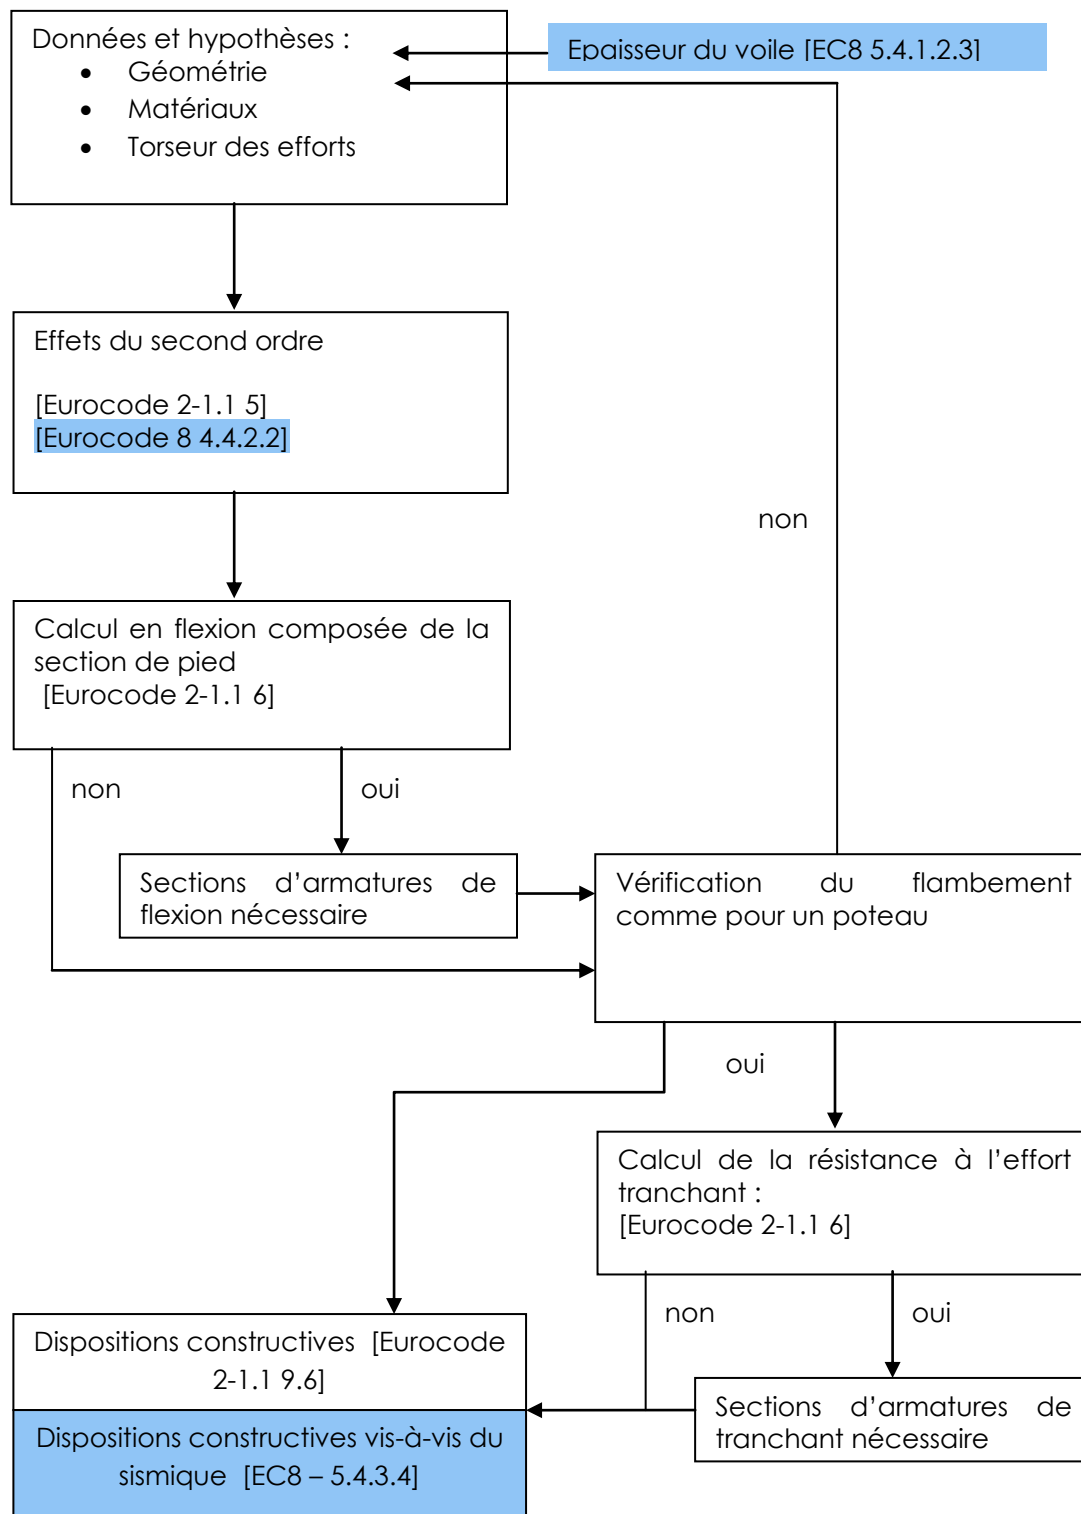 Données et hypothèses :
• Géométrie
• Matériaux
• Torseur des efforts
Epaisseur du voile [EC8 5.4.1.2.3]
Effets du second ordre
[Eurocode 2-1.1 5]
[Eurocode 8 4.4.2.2]
non
Calcul en flexion composée de la
section de pied
[Eurocode 2-1.1 6]
non
oui
Sections d’armatures de
flexion nécessaire
Vérification du flambement
comme pour un poteau
oui
Calcul de la résistance à l’effort
tranchant :
[Eurocode 2-1.1 6]
non
oui
Dispositions constructives [Eurocode
2-1.1 9.6]
Sections d’armatures de
tranchant nécessaire
Dispositions constructives vis-à-vis du
sismique [EC8 – 5.4.3.4]